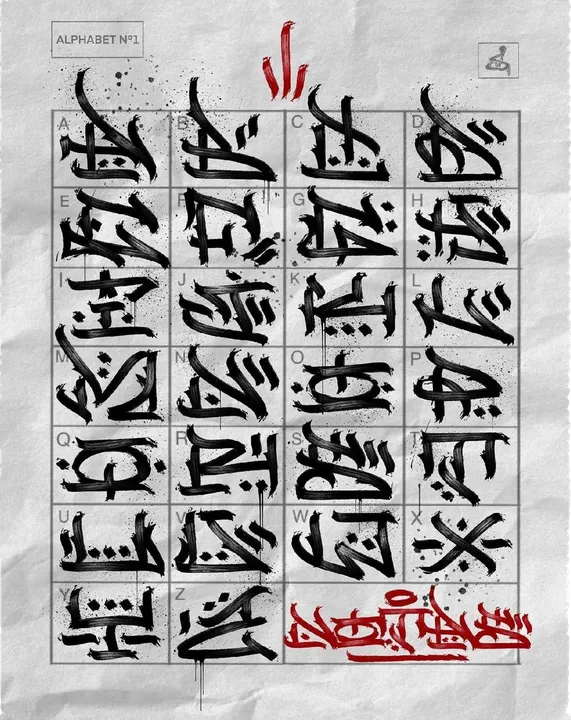 ALPHABET Nº1
A B C D
E F G H
I J K L
M N O P
Q R S T
U V W X
Y Z